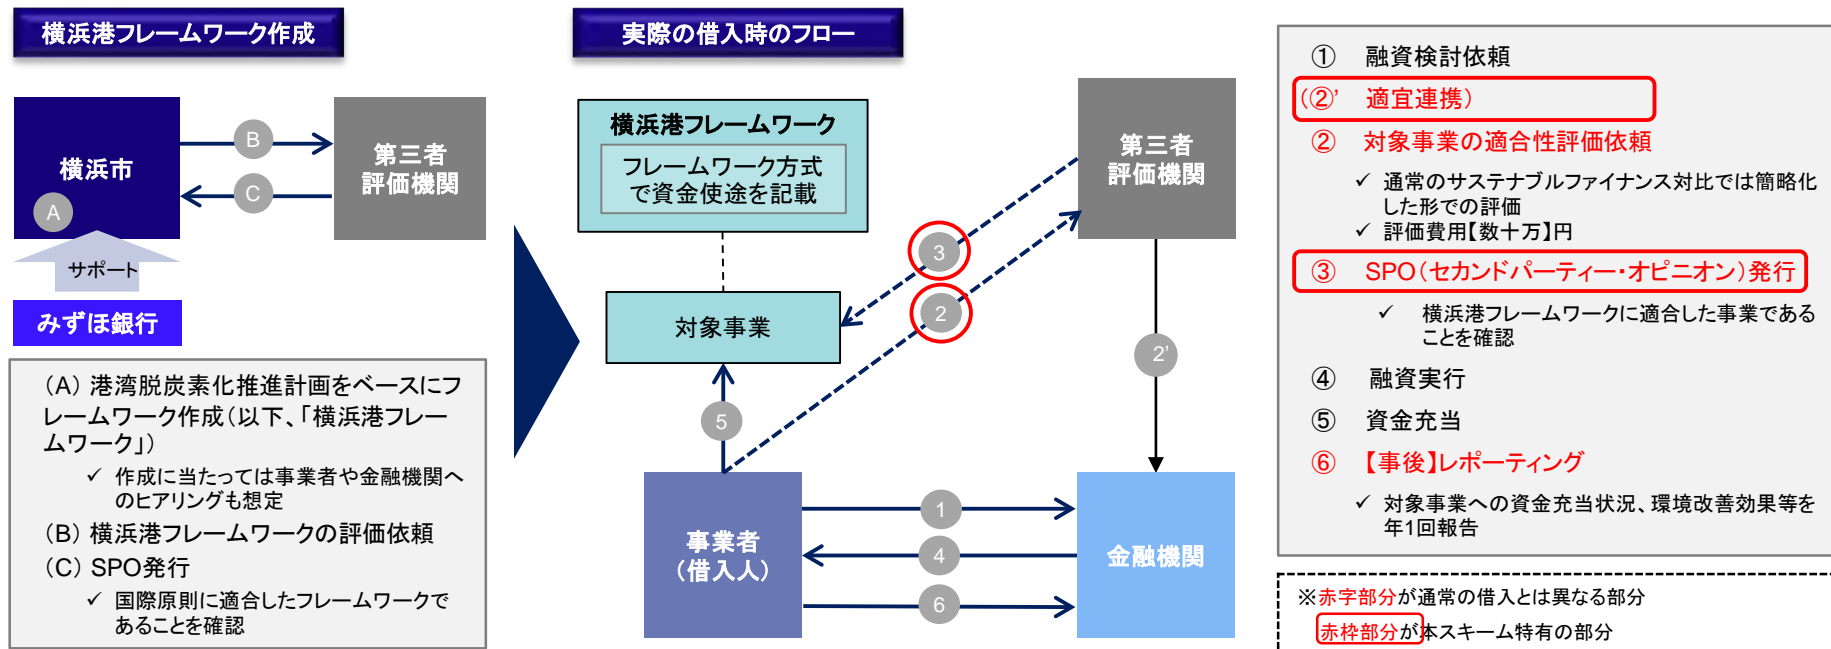 横浜港フレームワーク作成
横浜市
A
B
C
第三者
評価機関
サポート
みずほ銀行
(A) 港湾脱炭素化推進計画をベースにフ
レームワーク作成(以下、「横浜港フレー
ムワーク」)
✓ 作成に当たっては事業者や金融機関へ
のヒアリングも想定
(B) 横浜港フレームワークの評価依頼
(C) SPO発行
✓ 国際原則に適合したフレームワークで
あることを確認
実際の借入時のフロー
横浜港フレームワーク
フレームワーク方式
で資金使途を記載
第三者
評価機関
3
2
対象事業
2'
5
事業者
(借入人)
1
4
6
金融機関
① 融資検討依頼
(②' 適宜連携)
② 対象事業の適合性評価依頼
✓ 通常のサステナブルファイナンス対比では簡略化
した形での評価
✓ 評価費用【数十万】円
③ SPO(セカンドパーティー・オピニオン)発行
✓ 横浜港フレームワークに適合した事業である
ことを確認
④ 融資実行
⑤ 資金充当
⑥ 【事後】レポーティング
✓ 対象事業への資金充当状況、環境改善効果等を
年1回報告
※赤字部分が通常の借入とは異なる部分
赤枠部分が本スキーム特有の部分